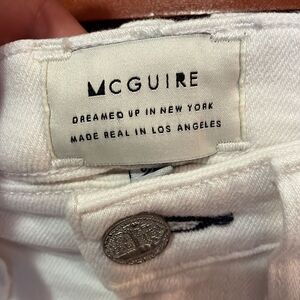 MCGUIRE
DREAMED UP IN NEW YORK
MADE REAL IN LOS ANGELES